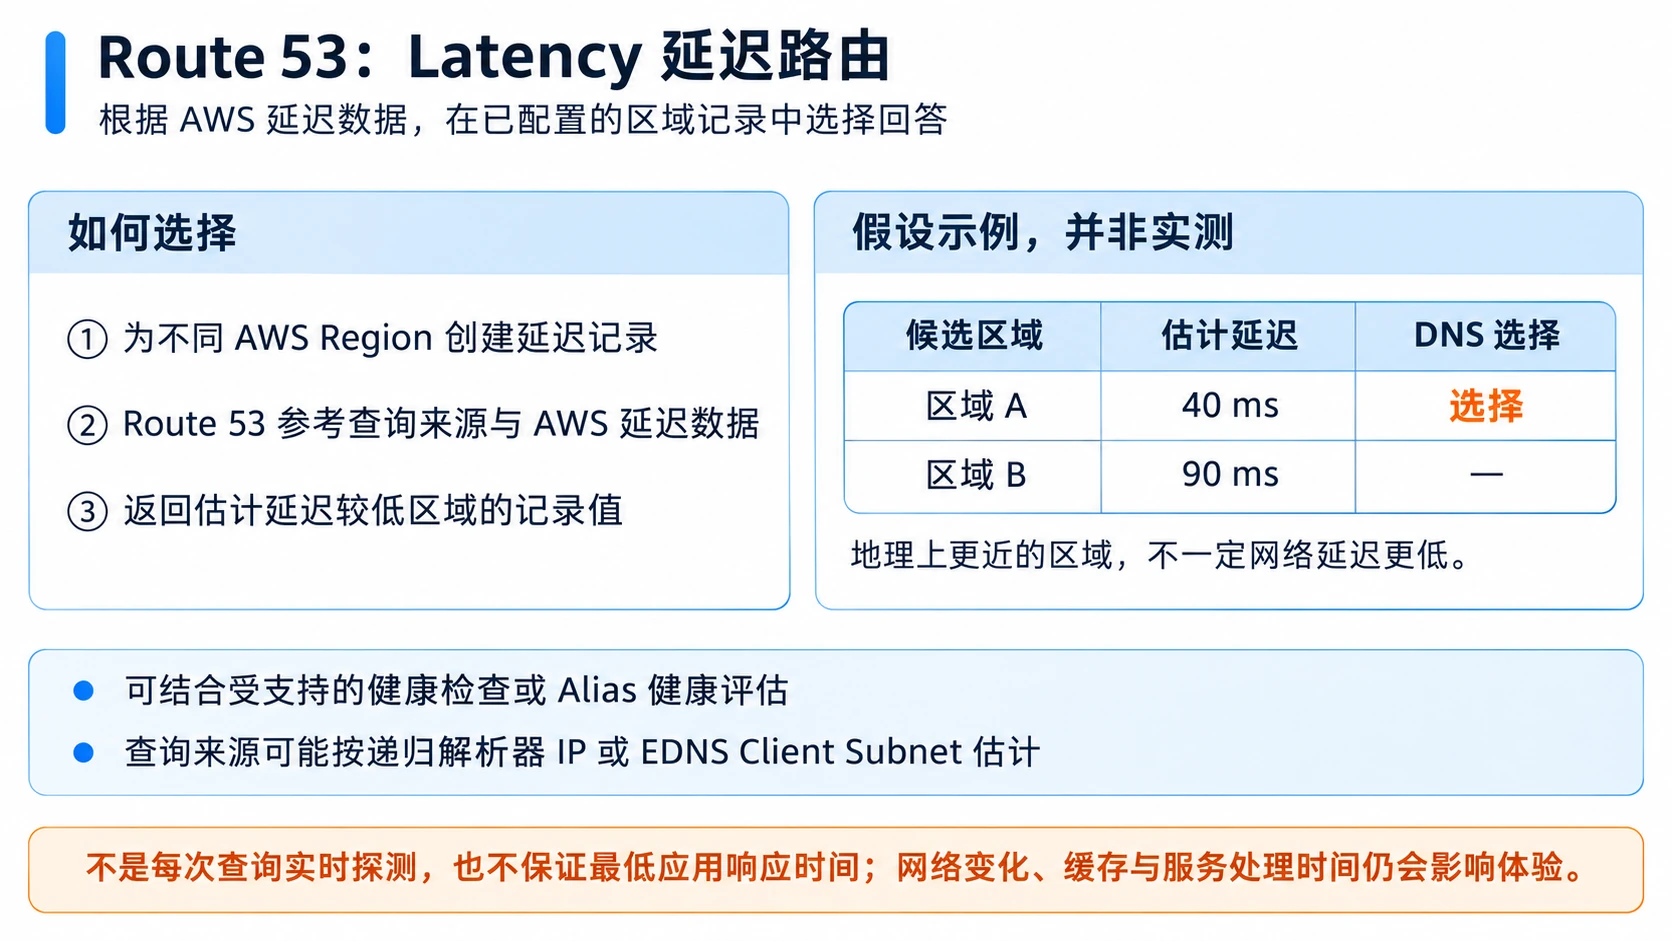 Route 53：Latency 延迟路由
根据 AWS 延迟数据，在已配置的区域记录中选择回答
如何选择
① 为不同 AWS Region 创建延迟记录
② Route 53 参考查询来源与 AWS 延迟数据
③ 返回估计延迟较低区域的记录值
假设示例，并非实测
候选区域 估计延迟 DNS 选择
区域 A 40 ms 选择
区域 B 90 ms —
地理上更近的区域，不一定网络延迟更低。
● 可结合受支持的健康检查或 Alias 健康评估
● 查询来源可能按递归解析器 IP 或 EDNS Client Subnet 估计
不是每次查询实时探测，也不保证最低应用响应时间；网络变化、缓存与服务处理时间仍会影响体验。